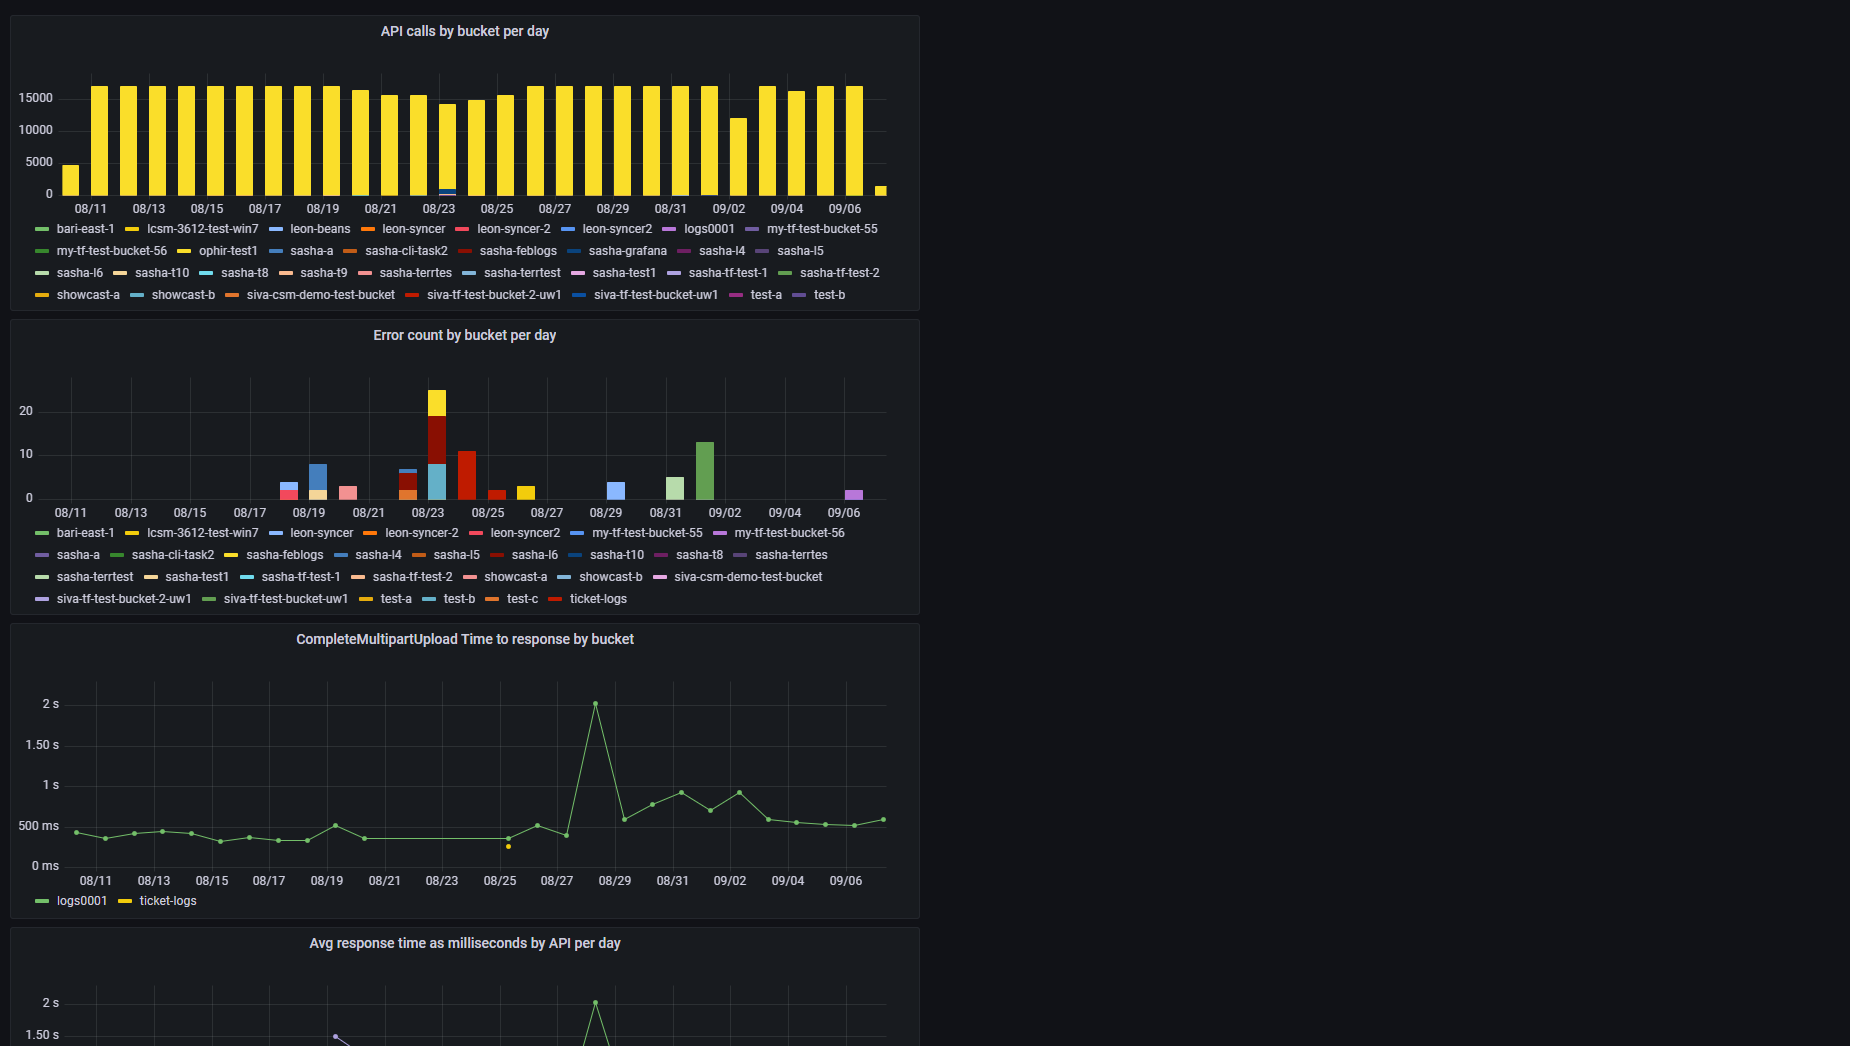 API calls by bucket per day
15000
10000
5000
0
08/11 08/13 08/15 08/17 08/19 08/21 08/23 08/25 08/27 08/29 08/31 09/02 09/04 09/06
bari-east-1 lcsm-3612-test-win7 leon-beans leon-syncer leon-syncer-2 leon-syncer2 logs0001 my-tf-test-bucket-55
my-tf-test-bucket-56 ophir-test1 sasha-a sasha-cli-task2 sasha-feblogs sasha-grafana sasha-l4 sasha-l5
sasha-l6 sasha-t10 sasha-t8 sasha-t9 sasha-terrtes sasha-terrtest sasha-test1 sasha-tf-test-1 sasha-tf-test-2
showcast-a showcast-b siva-csm-demo-test-bucket siva-tf-test-bucket-2-uw1 siva-tf-test-bucket-uw1 test-a test-b
Error count by bucket per day
20
10
0
08/11 08/13 08/15 08/17 08/19 08/21 08/23 08/25 08/27 08/29 08/31 09/02 09/04 09/06
bari-east-1 lcsm-3612-test-win7 leon-syncer leon-syncer-2 leon-syncer2 my-tf-test-bucket-55 my-tf-test-bucket-56
sasha-a sasha-cli-task2 sasha-feblogs sasha-l4 sasha-l5 sasha-l6 sasha-t10 sasha-t8 sasha-terrtes
sasha-terrtest sasha-test1 sasha-tf-test-1 sasha-tf-test-2 showcast-a showcast-b siva-csm-demo-test-bucket
siva-tf-test-bucket-2-uw1 siva-tf-test-bucket-uw1 test-a test-b test-c ticket-logs
CompleteMultipartUpload Time to response by bucket
2 s
1.50 s
1 s
500 ms
0 ms
08/11 08/13 08/15 08/17 08/19 08/21 08/23 08/25 08/27 08/29 08/31 09/02 09/04 09/06
logs0001 ticket-logs
Avg response time as milliseconds by API per day
2 s
1.50 s